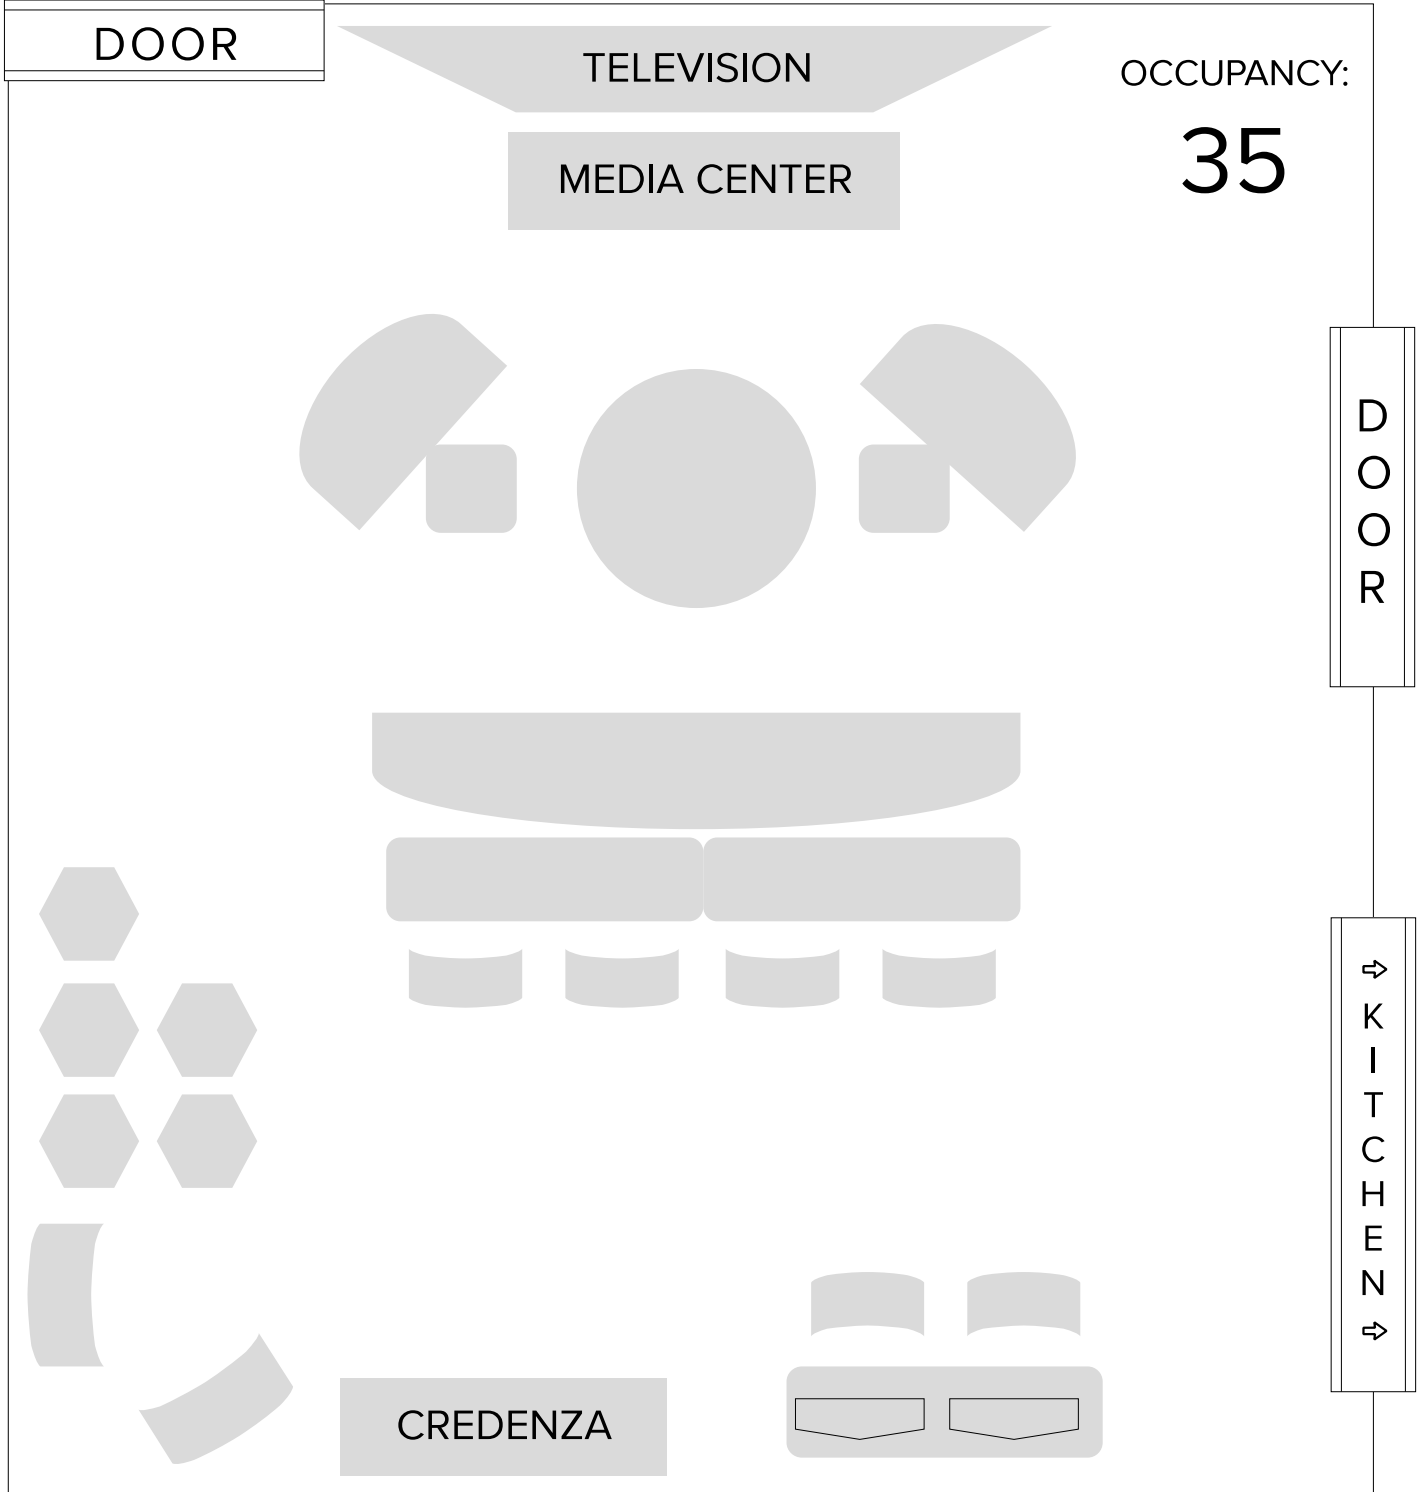 DOOR
TELEVISION
OCCUPANCY:
MEDIA CENTER
35
DOOR
⇨ KITCHEN ⇨
CREDENZA